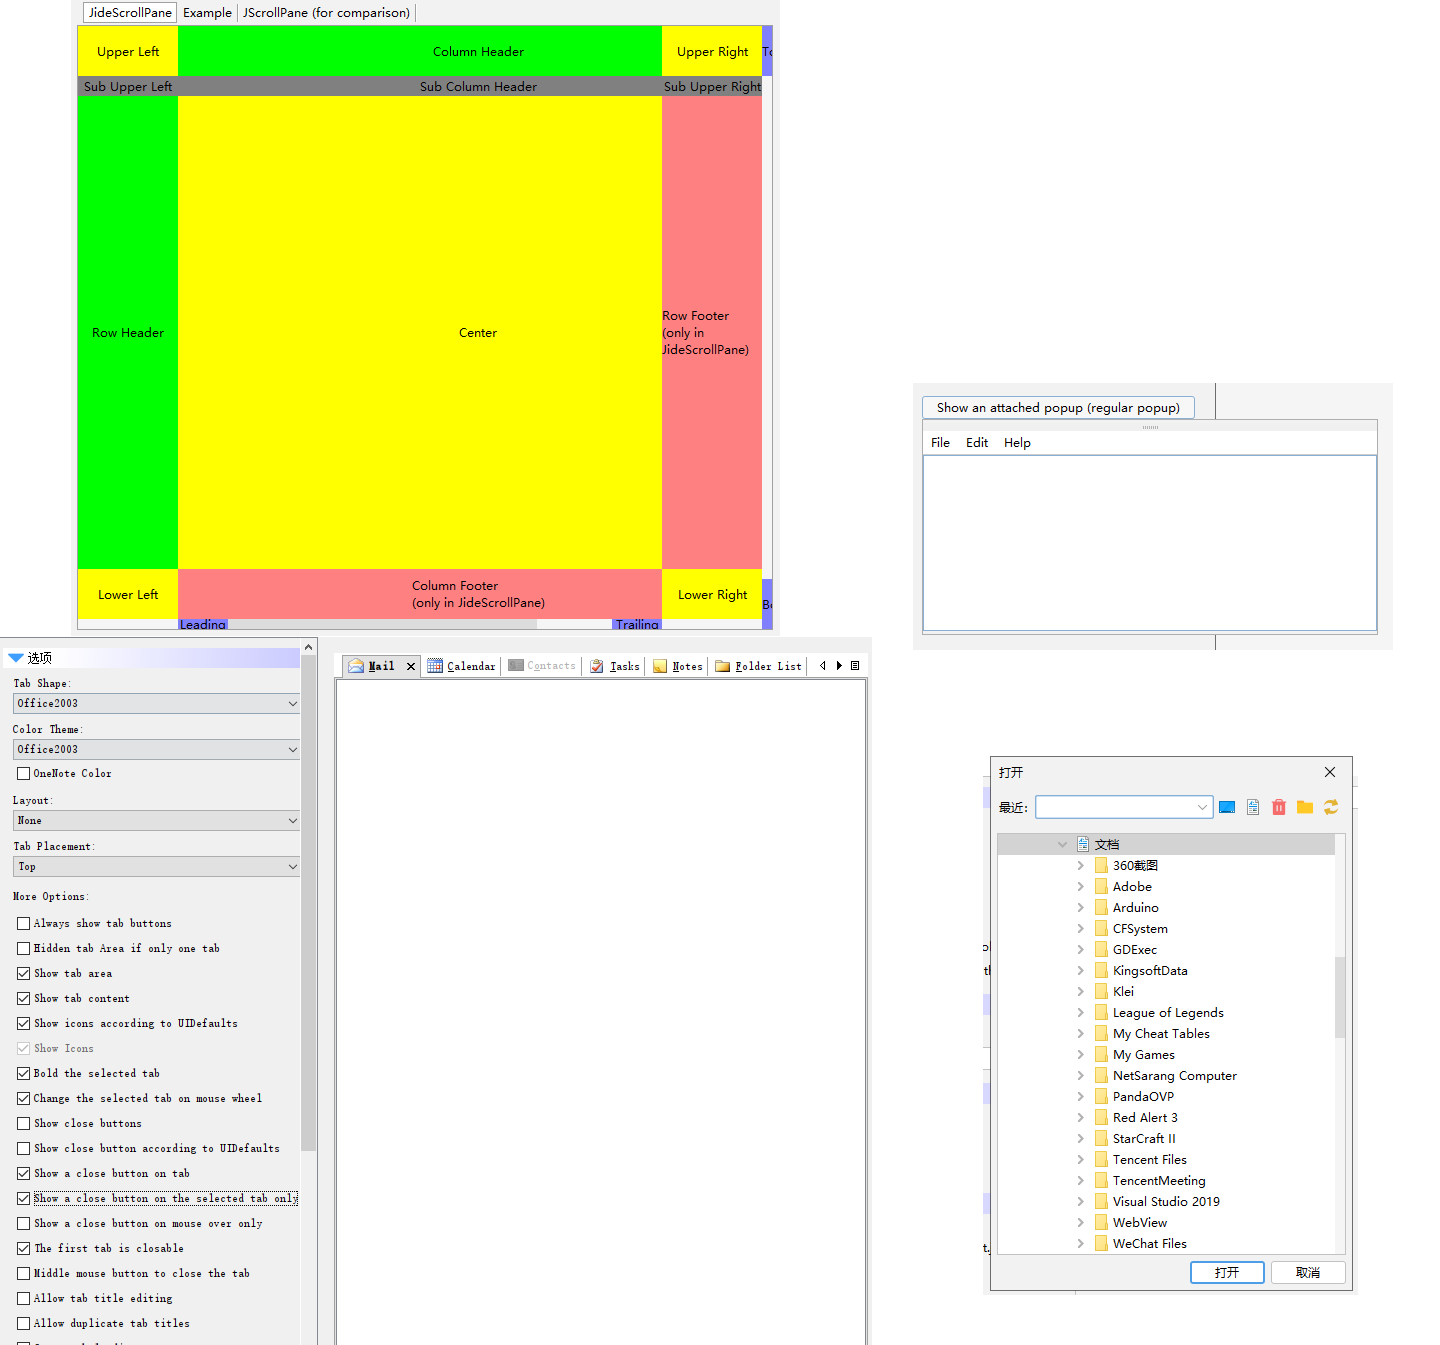 JideScrollPane Example JScrollPane (for comparison)
Upper Left Column Header Upper Right
Sub Upper Left Sub Column Header Sub Upper Right
Row Header Center Row Footer
(only in
JideScrollPane)
Lower Left Column Footer Lower Right
(only in JideScrollPane)
Leading Trailing
Show an attached popup (regular popup)
File Edit Help
选项
Tab Shape:
Office2003
Color Theme:
Office2003
OneNote Color
Layout:
None
Tab Placement:
Top
More Options:
Always show tab buttons
Hidden tab Area if only one tab
Show tab area
Show tab content
Show icons according to UIDefaults
Show Icons
Bold the selected tab
Change the selected tab on mouse wheel
Show close buttons
Show close button according to UIDefaults
Show a close button on tab
Show a close button on the selected tab only
Show a close button on mouse over only
The first tab is closable
Middle mouse button to close the tab
Allow tab title editing
Allow duplicate tab titles
Mail Calendar Contacts Tasks Notes Folder List
打开
最近:
文档
360截图
Adobe
Arduino
CFSystem
GDExec
KingsoftData
Klei
League of Legends
My Cheat Tables
My Games
NetSarang Computer
PandaOVP
Red Alert 3
StarCraft II
Tencent Files
TencentMeeting
Visual Studio 2019
WebView
WeChat Files
打开 取消